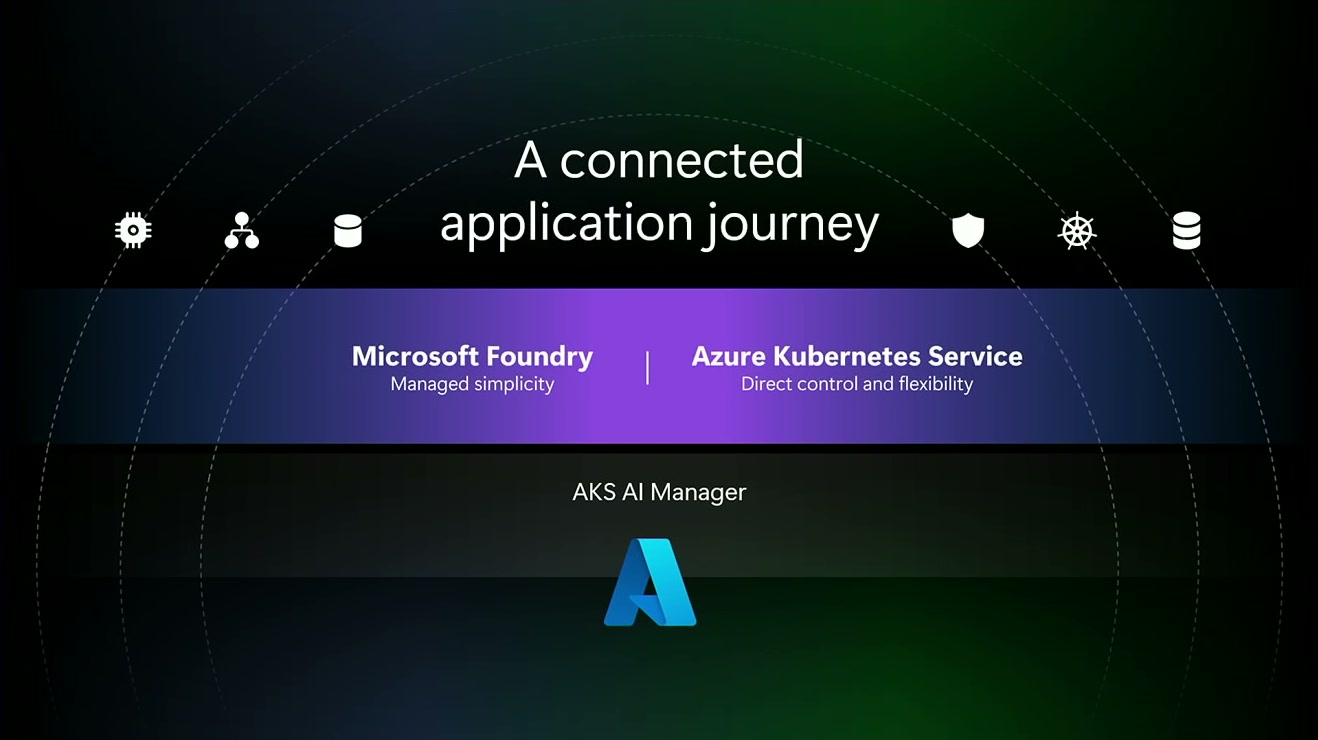 A connected
application journey
Microsoft Foundry
Managed simplicity
Azure Kubernetes Service
Direct control and flexibility
AKS AI Manager